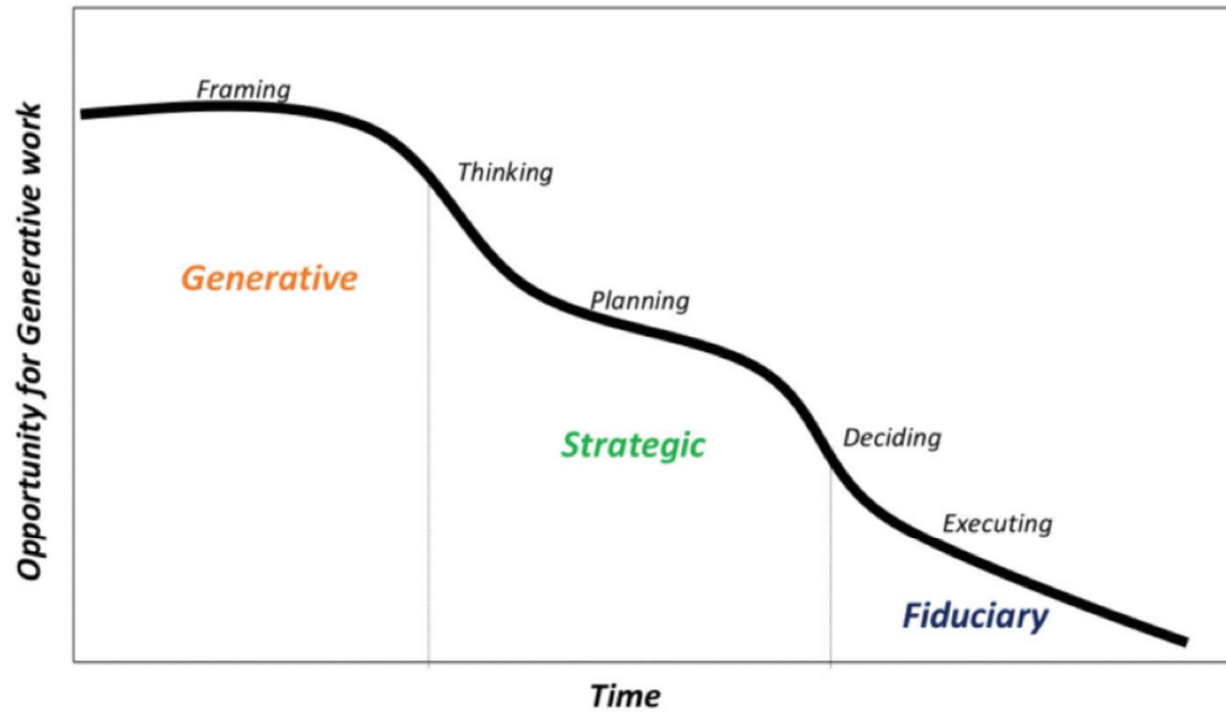 Opportunity for Generative work
Framing
Thinking
Generative
Planning
Strategic
Deciding
Executing
Fiduciary
Time